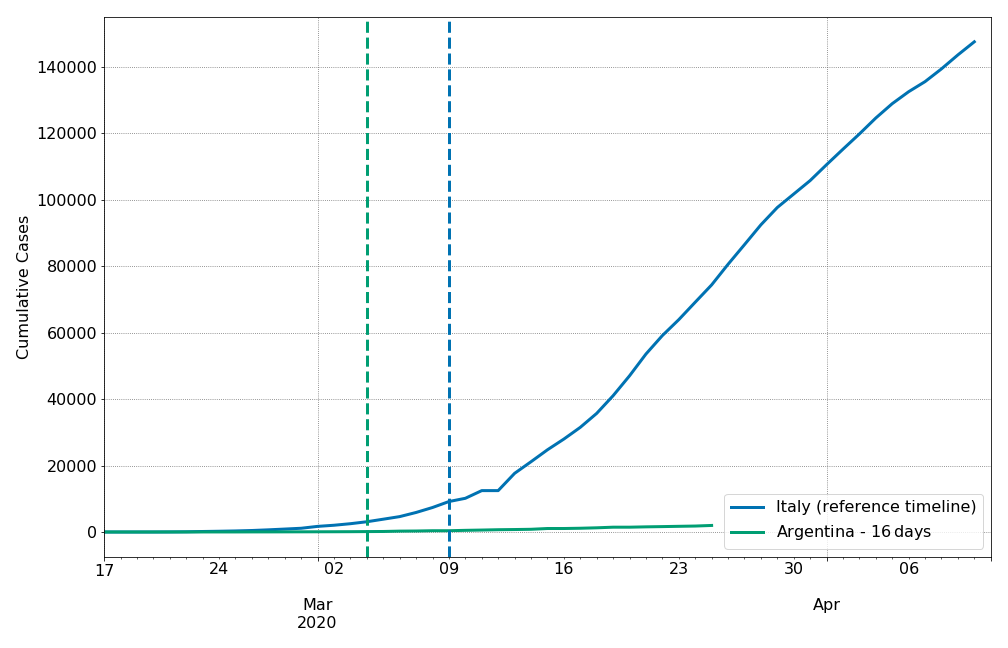 Cumulative Cases
140000
120000
100000
80000
60000
40000
20000
0
Italy (reference timeline)
Argentina - 16 days
17 24 02 09 16 23 30 06
Mar Apr
2020